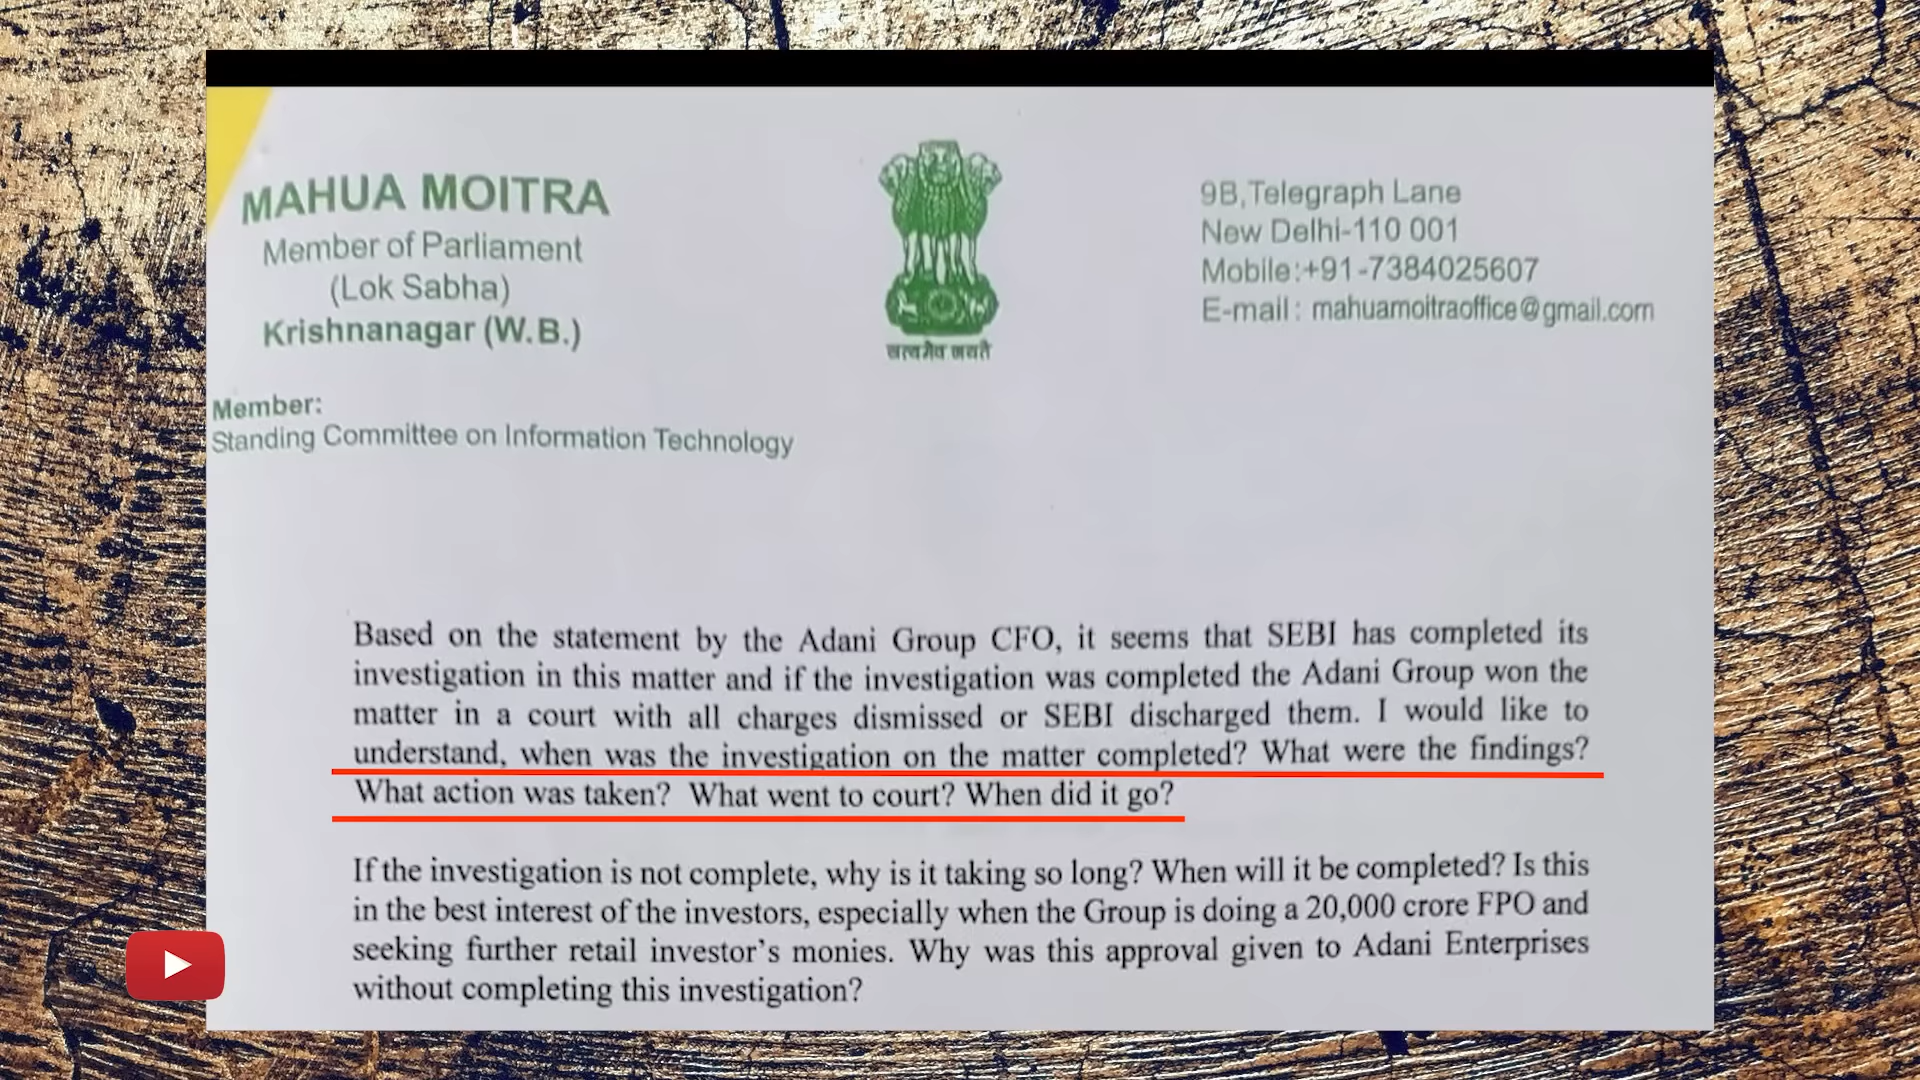 MAHUA MOITRA
Member of Parliament
(Lok Sabha)
Krishnanagar (W.B.)
Member:
Standing Committee on Information Technology
सत्यमेव जयते
9B,Telegraph Lane
New Delhi-110 001
Mobile:+91-7384025607
E-mail: mahuamoitraoffice@gmail.com
Based on the statement by the Adani Group CFO, it seems that SEBI has completed its
investigation in this matter and if the investigation was completed the Adani Group won the
matter in a court with all charges dismissed or SEBI discharged them. I would like to
understand, when was the investigation on the matter completed? What were the findings?
What action was taken? What went to court? When did it go?
If the investigation is not complete, why is it taking so long? When will it be completed? Is this
in the best interest of the investors, especially when the Group is doing a 20,000 crore FPO and
seeking further retail investor's monies. Why was this approval given to Adani Enterprises
without completing this investigation?